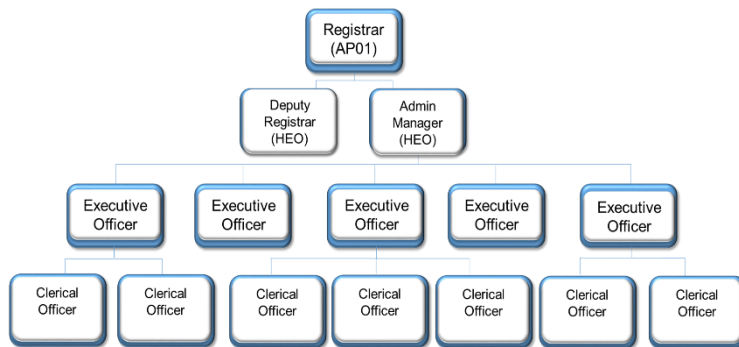 Registrar
(AP01)
Deputy
Registrar
(HEO)
Admin
Manager
(HEO)
Executive
Officer
Executive
Officer
Executive
Officer
Executive
Officer
Executive
Officer
Clerical
Officer
Clerical
Officer
Clerical
Officer
Clerical
Officer
Clerical
Officer
Clerical
Officer
Clerical
Officer